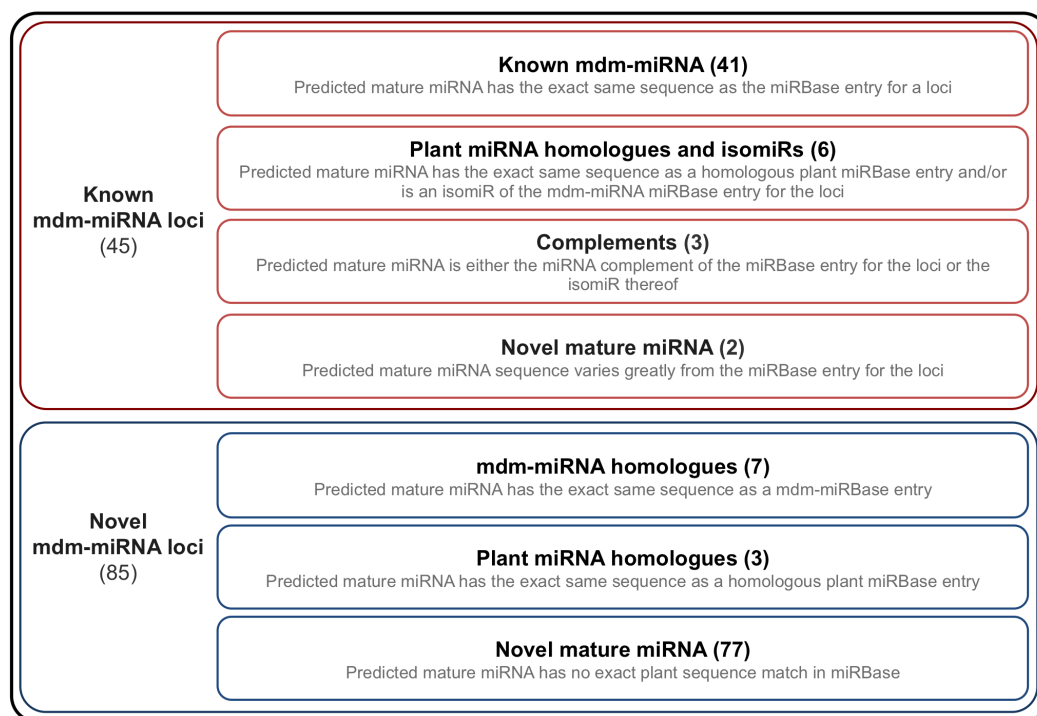 Known
mdm-miRNA loci
(45)
Known mdm-miRNA (41)
Predicted mature miRNA has the exact same sequence as the miRBase entry for a loci
Plant miRNA homologues and isomiRs (6)
Predicted mature miRNA has the exact same sequence as a homologous plant miRBase entry and/or
is an isomiR of the mdm-miRNA miRBase entry for the loci
Complements (3)
Predicted mature miRNA is either the miRNA complement of the miRBase entry for the loci or the
isomiR thereof
Novel mature miRNA (2)
Predicted mature miRNA sequence varies greatly from the miRBase entry for the loci
Novel
mdm-miRNA loci
(85)
mdm-miRNA homologues (7)
Predicted mature miRNA has the exact same sequence as a mdm-miRBase entry
Plant miRNA homologues (3)
Predicted mature miRNA has the exact same sequence as a homologous plant miRBase entry
Novel mature miRNA (77)
Predicted mature miRNA has no exact plant sequence match in miRBase